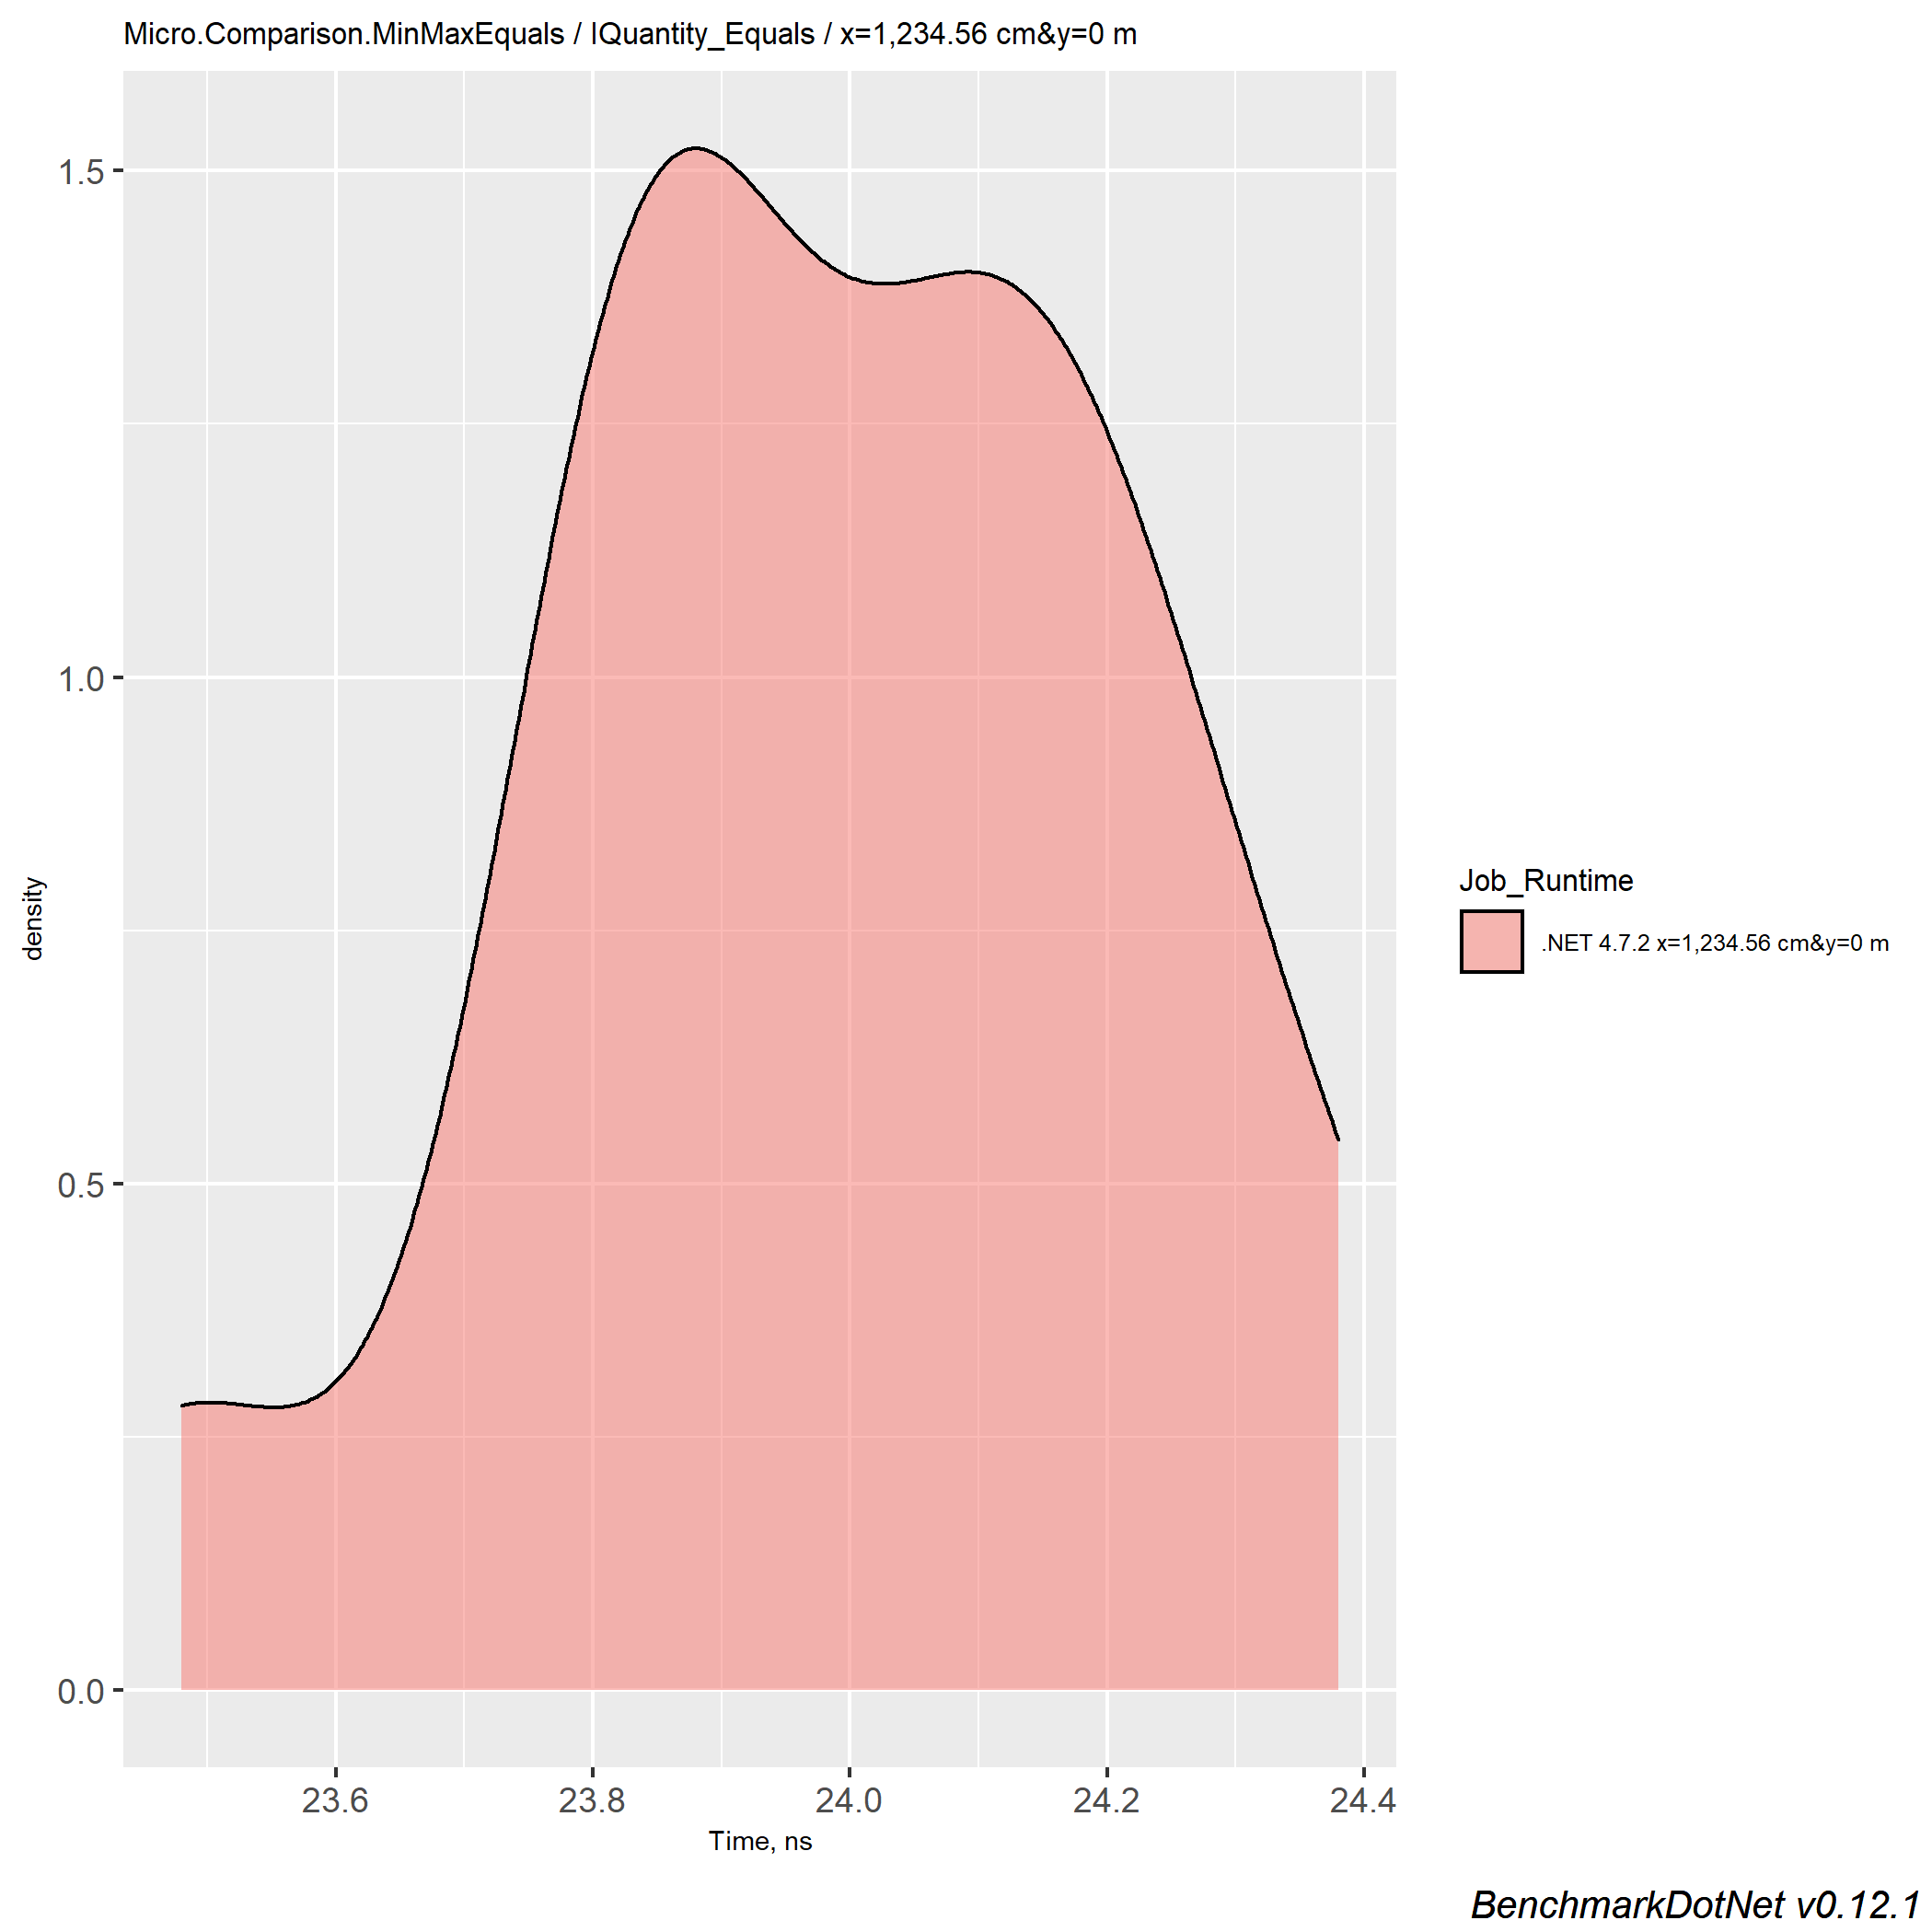 Micro.Comparison.MinMaxEquals / IQuantity_Equals / x=1,234.56 cm&y=0 m
1.5
1.0
0.5
0.0
density
23.6 23.8 24.0 24.2 24.4
Time, ns
Job_Runtime
.NET 4.7.2 x=1,234.56 cm&y=0 m
BenchmarkDotNet v0.12.1